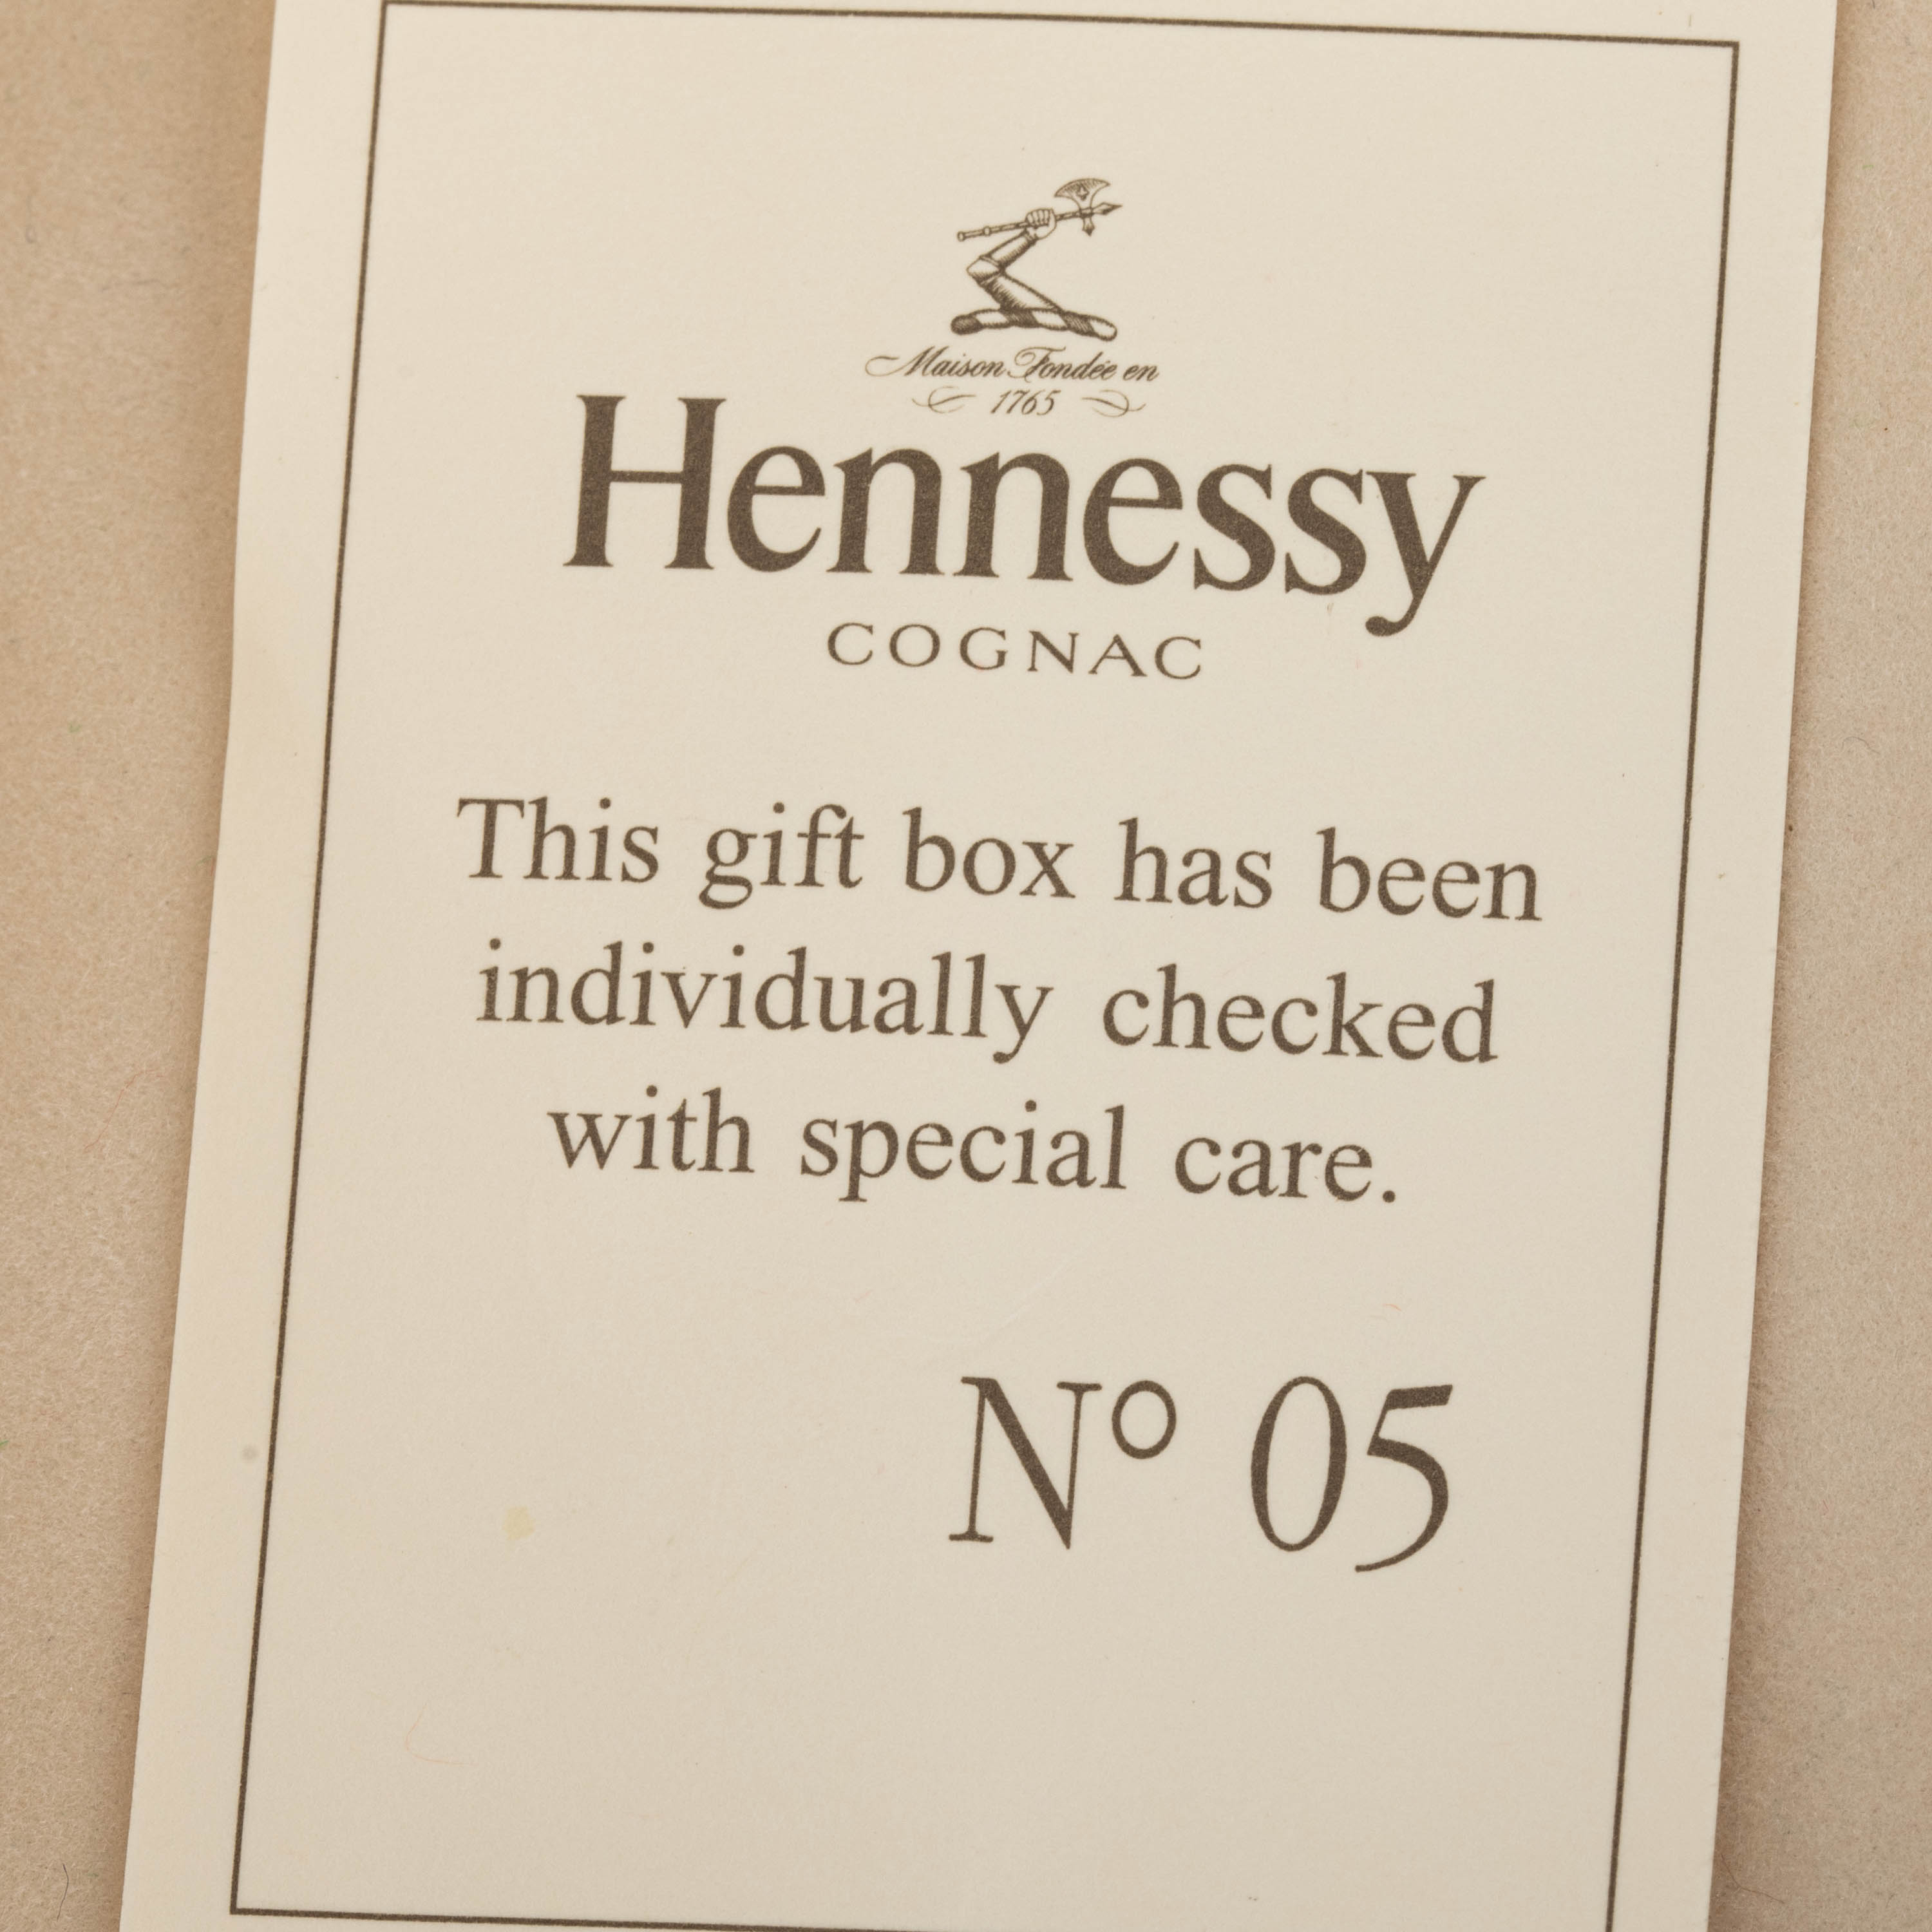 Maison Fondée en
1765
Hennessy
COGNAC
This gift box has been
individually checked
with special care.
N° 05